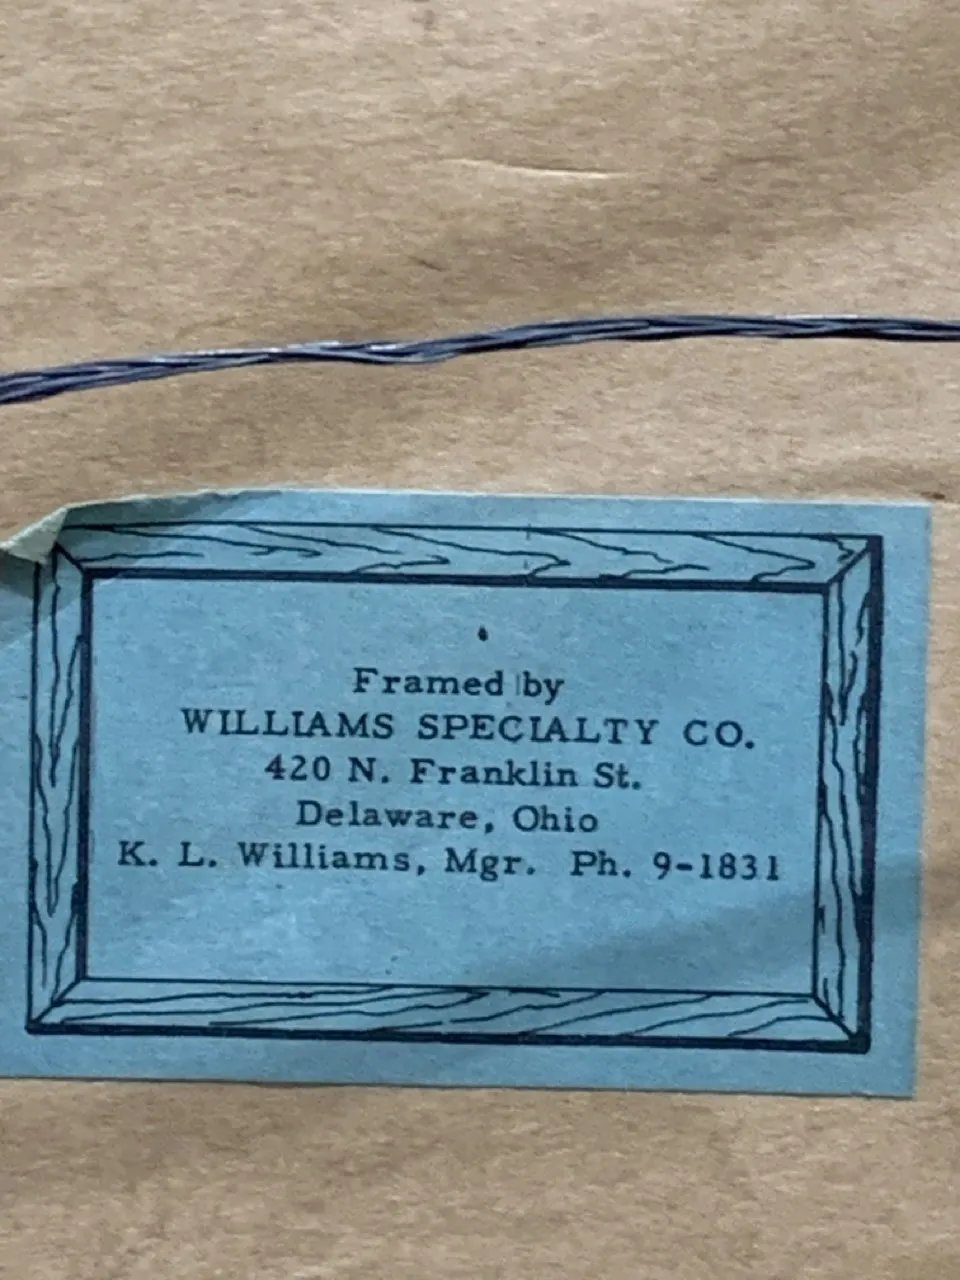 Framed by
WILLIAMS SPECIALTY CO.
420 N. Franklin St.
Delaware, Ohio
K. L. Williams, Mgr. Ph. 9-1831